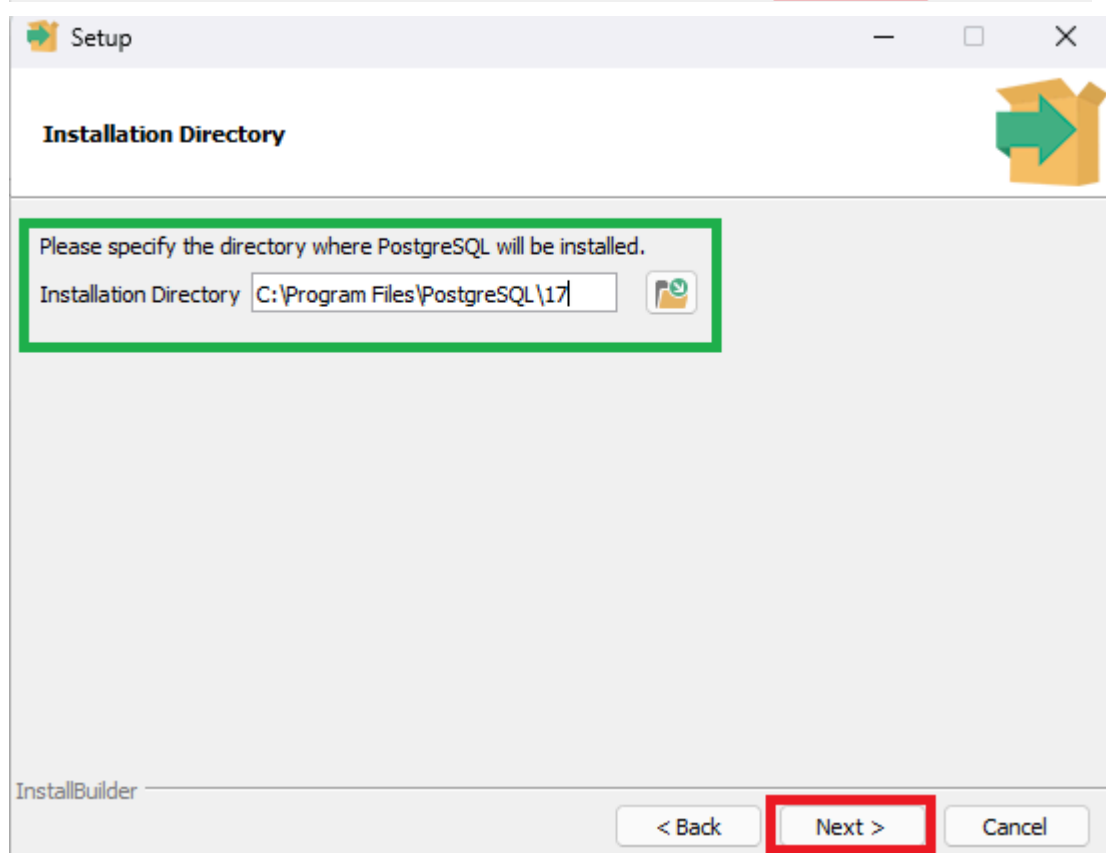 Setup
Installation Directory
Please specify the directory where PostgreSQL will be installed.
Installation Directory C:\Program Files\PostgreSQL\17
InstallBuilder
< Back Next > Cancel